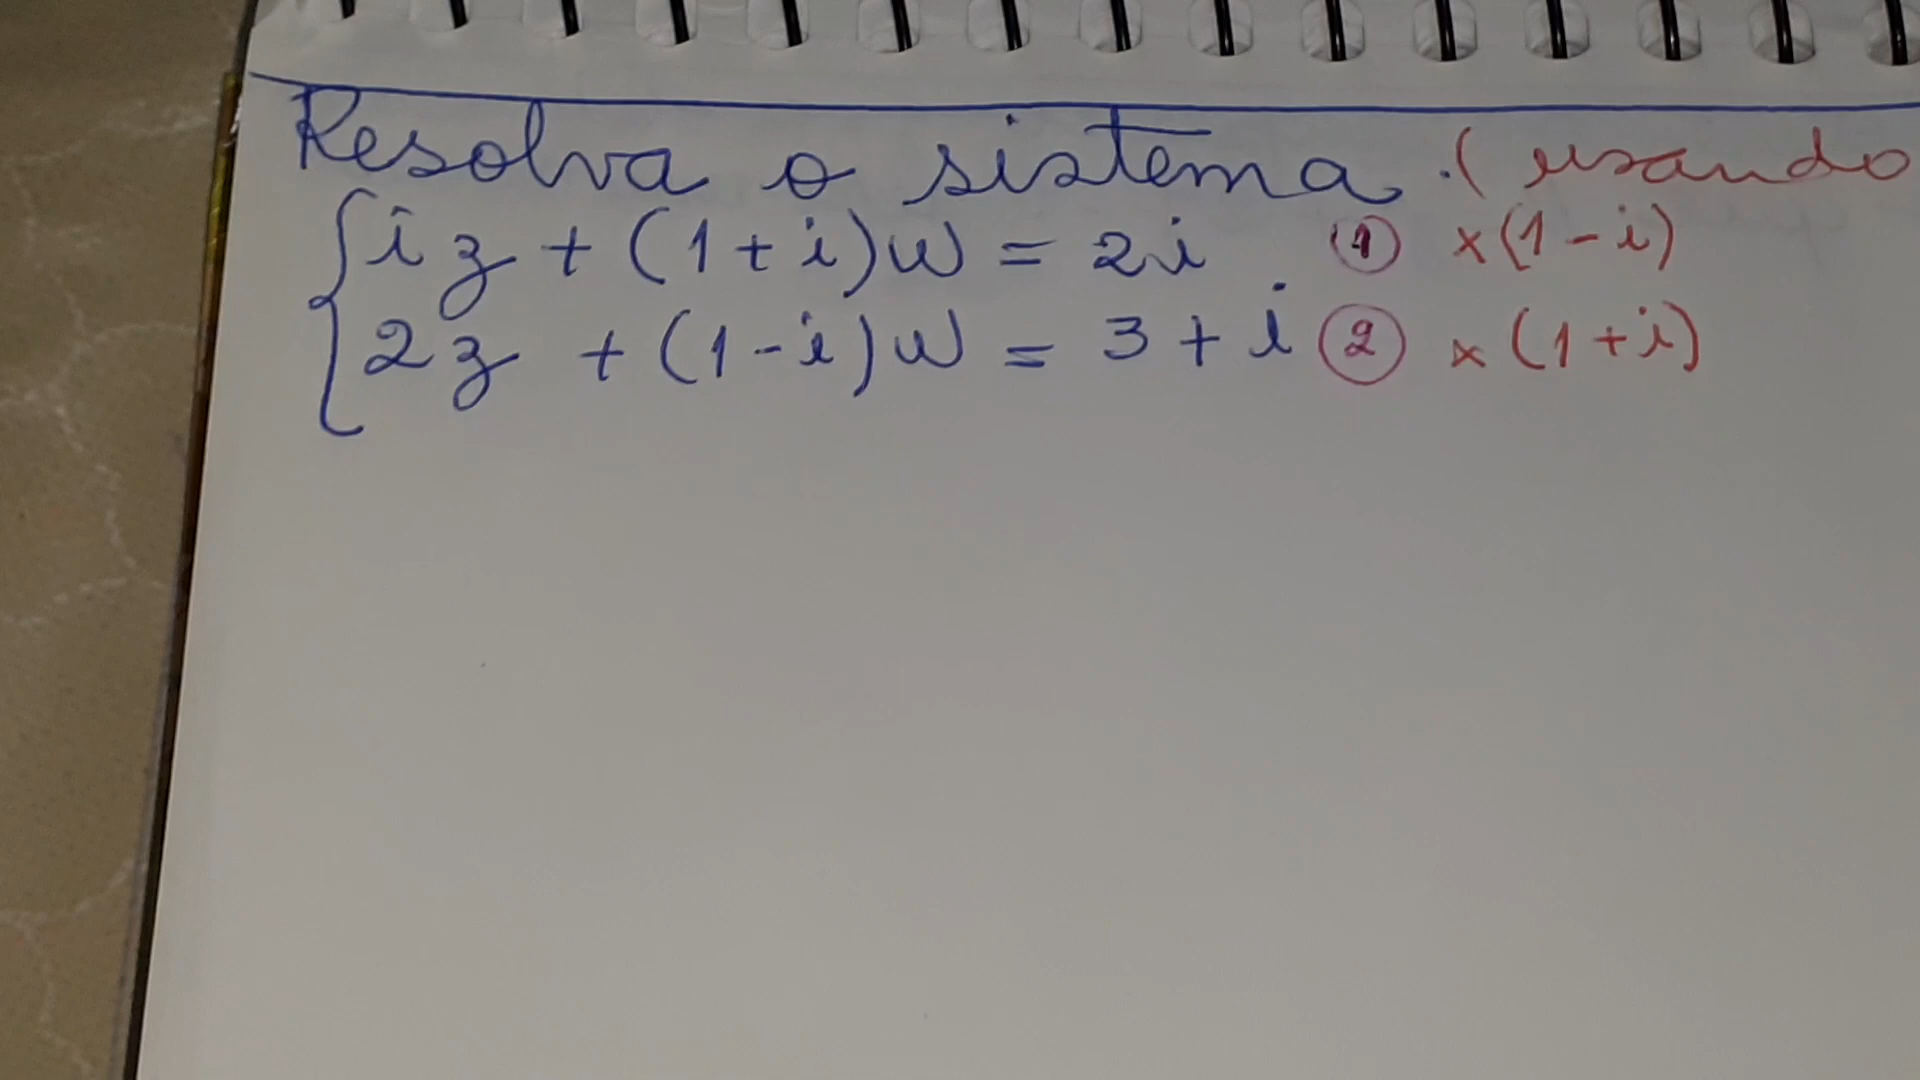 Resolva o sistema. (usando
iz + (1+i)w = 2i ① ×(1-i)
2z + (1-i)w = 3+i ② ×(1+i)